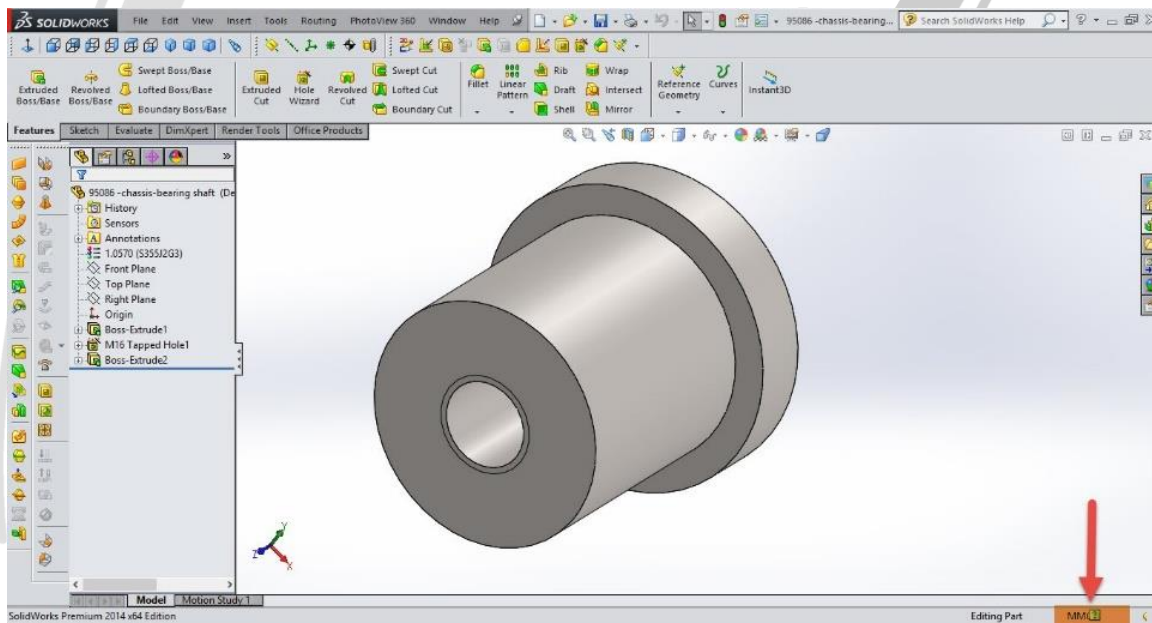 SOLIDWORKS File Edit View Insert Tools Routing PhotoView 360 Window Help 95086 -chassis-bearing... Search SolidWorks Help
Extruded Boss/Base
Revolved Boss/Base
Swept Boss/Base
Lofted Boss/Base
Boundary Boss/Base
Extruded Cut
Hole Wizard
Revolved Cut
Swept Cut
Lofted Cut
Boundary Cut
Fillet
Linear Pattern
Rib
Draft
Shell
Wrap
Intersect
Mirror
Reference Geometry
Curves
Instant3D
Features Sketch Evaluate DimXpert Render Tools Office Products
95086 -chassis-bearing shaft (De
History
Sensors
Annotations
1.0570 (S355J2G3)
Front Plane
Top Plane
Right Plane
Origin
Boss-Extrude1
M16 Tapped Hole1
Boss-Extrude2
Y
Z
X
Model Motion Study 1
SolidWorks Premium 2014 x64 Edition Editing Part